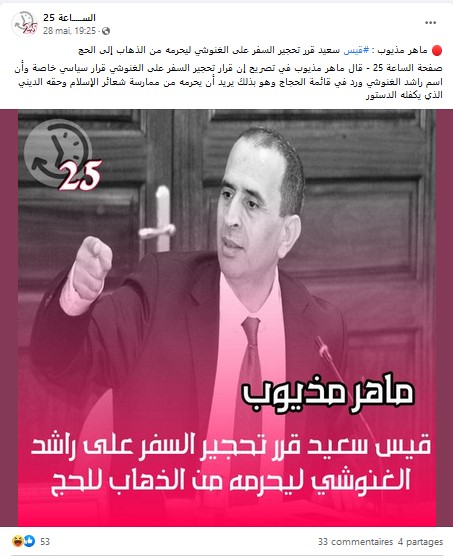 الســـاعة 25
28 mai, 19:25
🔴 ماهر مذيوب : #قيس سعيد قرر تحجير السفر على الغنوشي ليحرمه من الذهاب إلى الحج
صفحة الساعة 25 - قال ماهر مذيوب في تصريح إن قرار تحجير السفر على الغنوشي قرار سياسي خاصة وأن
اسم راشد الغنوشي ورد في قائمة الحجاج وهو بذلك يريد أن يحرمه من ممارسة شعائر الإسلام وحقه الديني
الذي يكفله الدستور
25
ماهر مذيوب
قيس سعيد قرر تحجير السفر على راشد
الغنوشي ليحرمه من الذهاب للحج
53
33 commentaires 4 partages